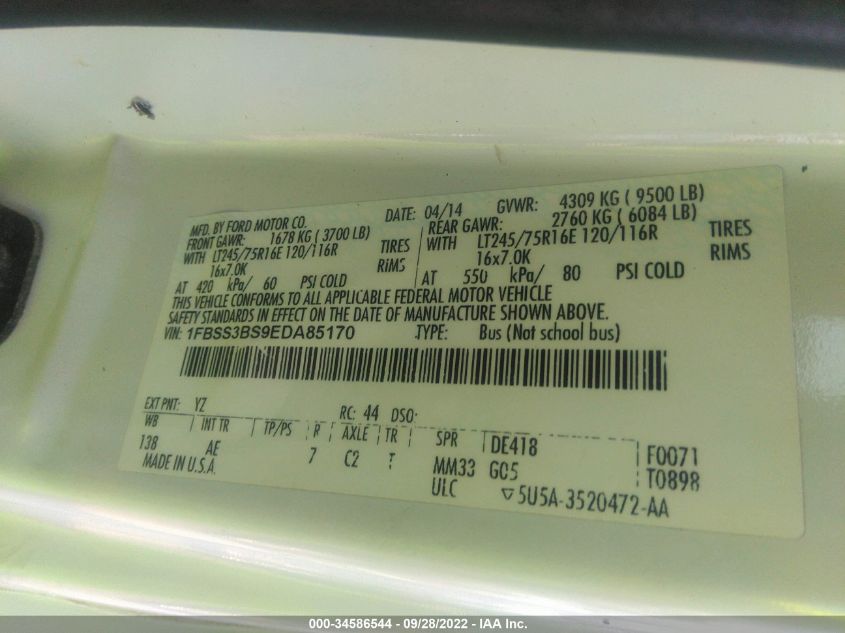 MFD. BY FORD MOTOR CO. DATE: 04/14 GVWR: 4309 KG ( 9500 LB)
FRONT GAWR: 1678 KG ( 3700 LB) REAR GAWR: 2760 KG ( 6084 LB)
WITH LT245/75R16E 120/116R TIRES WITH LT245/75R16E 120/116R TIRES
16x7.0K RIMS 16x7.0K RIMS
AT 420 kPa/ 60 PSI COLD AT 550 kPa/ 80 PSI COLD
THIS VEHICLE CONFORMS TO ALL APPLICABLE FEDERAL MOTOR VEHICLE
SAFETY STANDARDS IN EFFECT ON THE DATE OF MANUFACTURE SHOWN ABOVE.
VIN: 1FBSS3BS9EDA85170 TYPE: Bus (Not school bus)
EXT PNT: YZ RC: 44 DSO:
WB INT TR TP/PS R AXLE TR SPR DE418 F0071
138 AE 7 C2 T MM33 G05 T0898
MADE IN U.S.A. ULC ▽5U5A-3520472-AA
000-34586544 - 09/28/2022 - IAA Inc.